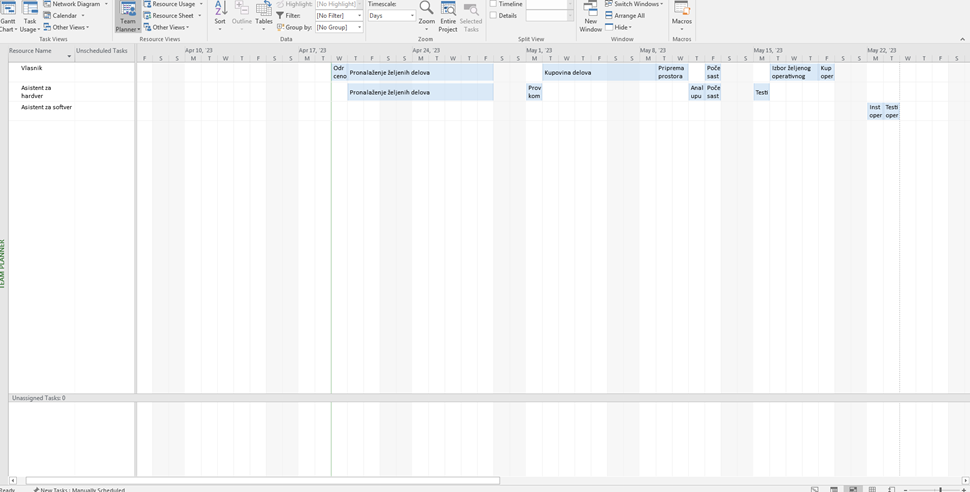 Network Diagram
Resource Usage
Highlight: [No Highlight]
Timescale:
Timeline
Switch Windows
Calendar
Resource Sheet
Filter: [No Filter]
Days
Details
Arrange All
Gantt Chart
Task Usage
Other Views
Team Planner
Other Views
Sort
Outline
Tables
Group by: [No Group]
Zoom
Entire Project
Selected Tasks
New Window
Hide
Macros
Task Views
Resource Views
Data
Zoom
Split View
Window
Macros
Resource Name
Unscheduled Tasks
Apr 10, '23
Apr 17, '23
Apr 24, '23
May 1, '23
May 8, '23
May 15, '23
May 22, '23
F S S M T W T F S S M T W T F S S M T W T F S S M T W T F S S M T W T F S S M T W T F S S M T W T F S
Vlasnik
Odr
ceno
Pronalaženje željenih delova
Kupovina delova
Priprema
prostora
Poče
sast
Izbor željenog
operativnog
Kup
oper
Asistent za
hardver
Pronalaženje željenih delova
Prov
kom
Anal
upu
Poče
sast
Testi
Asistent za softver
Inst
oper
Testi
oper
TEAM PLANNER
Unassigned Tasks: 0
Ready
New Tasks : Manually Scheduled